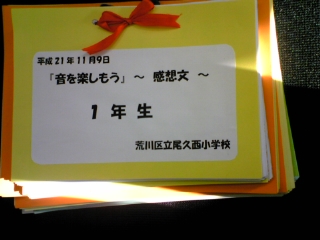 平成21年11月9日
「音を楽しもう」 ～ 感想文 ～
1 年 生
荒川区立尾久西小学校